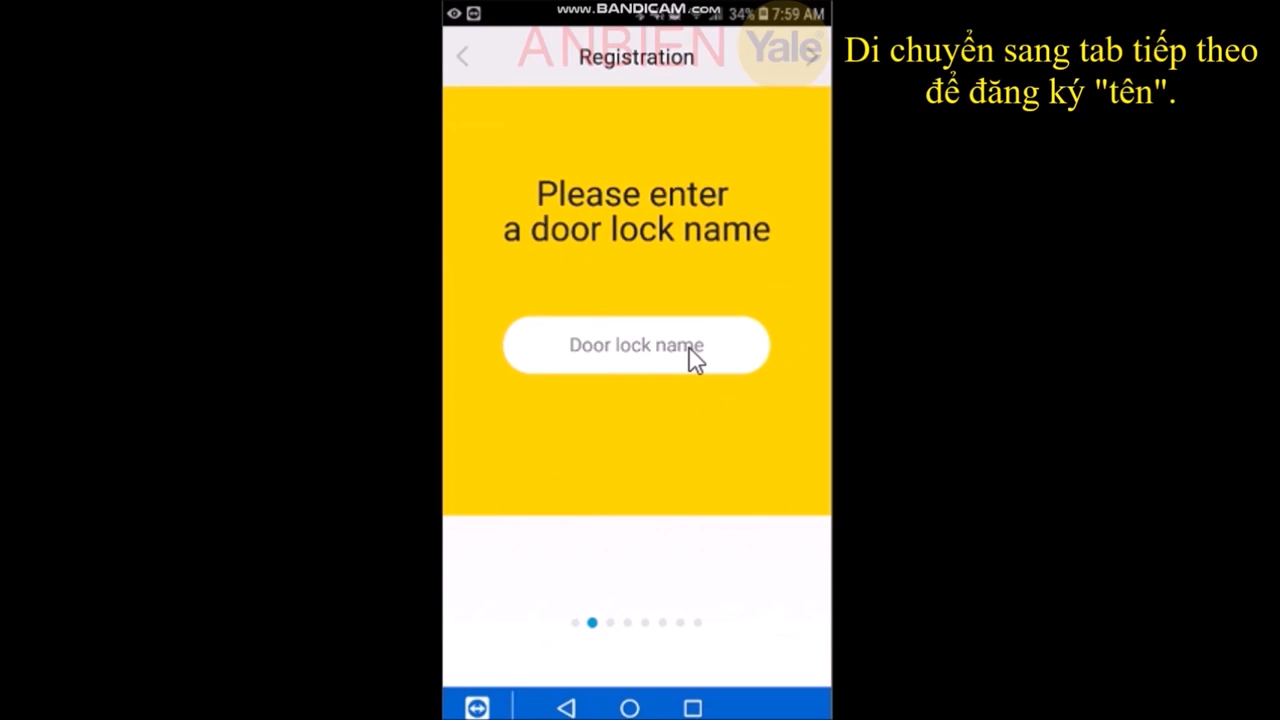 www.BANDICAM.com
34% 7:59 AM
ANBIEN Yale
Registration
Di chuyển sang tab tiếp theo
để đăng ký "tên".
Please enter
a door lock name
Door lock name